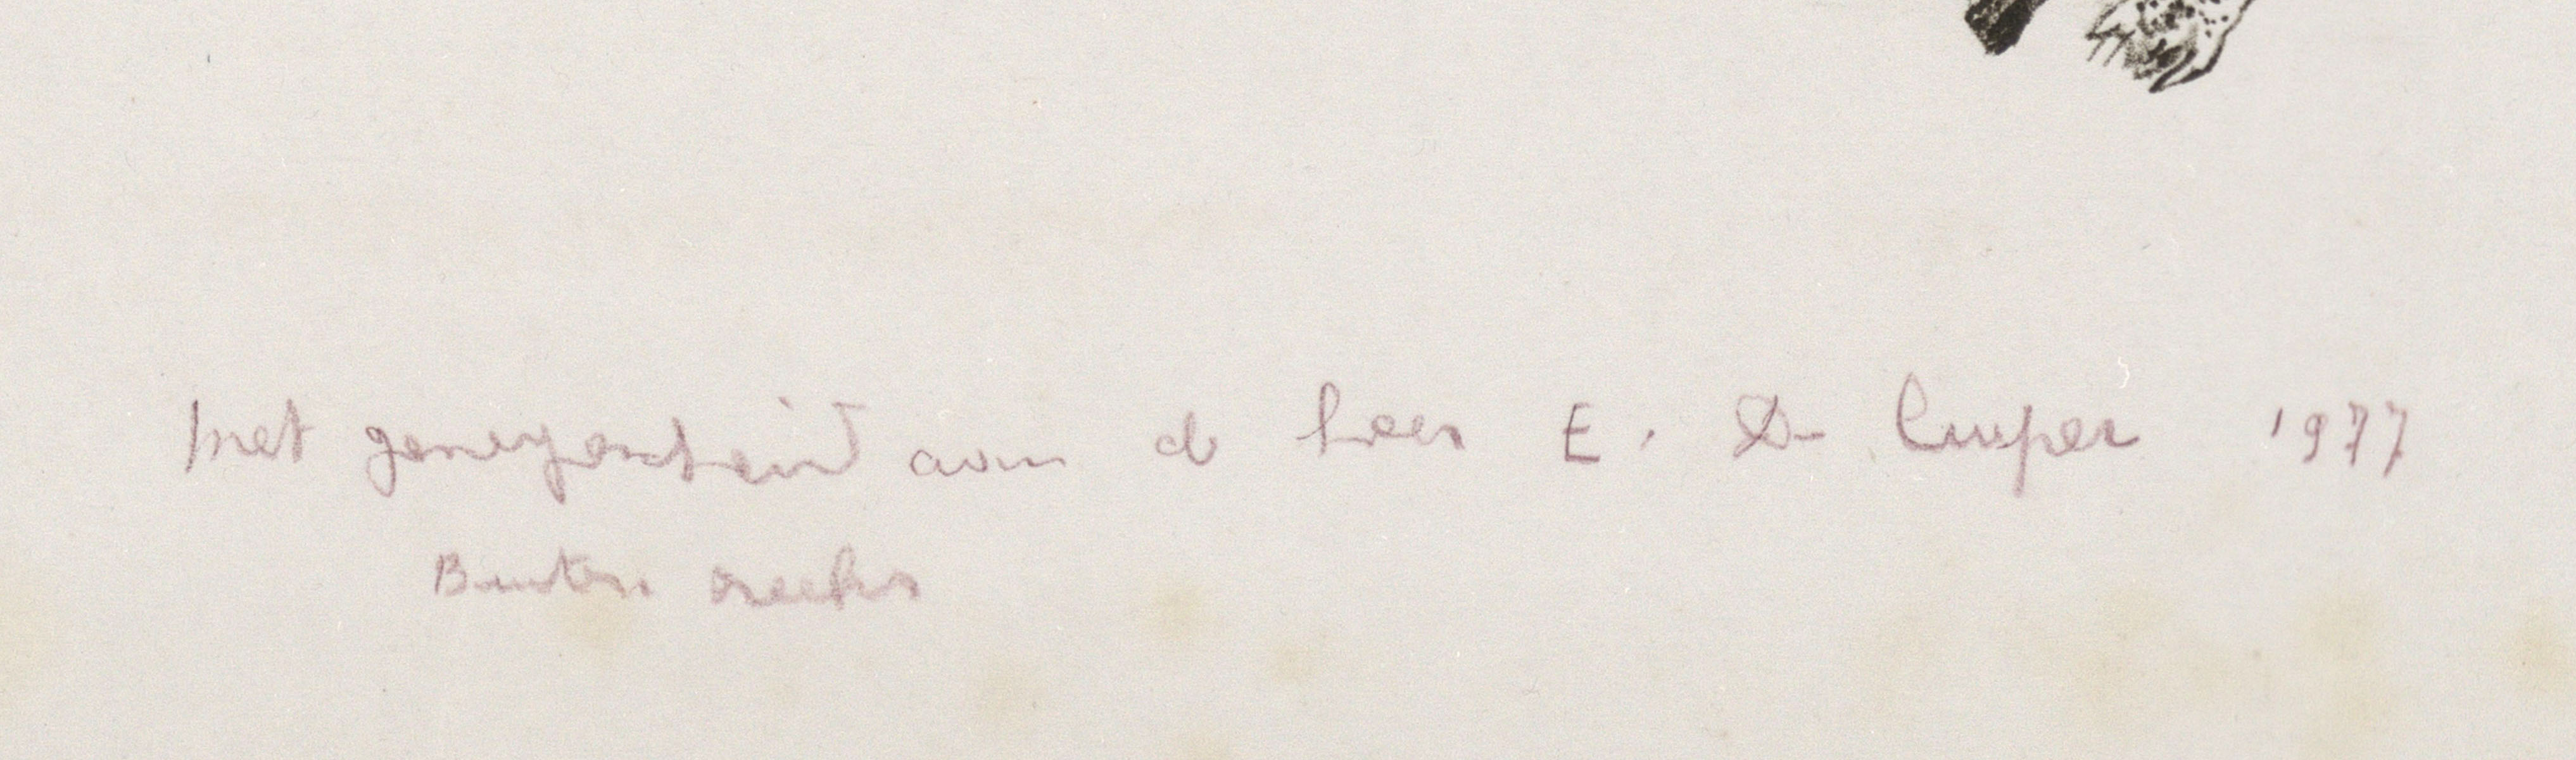 Met genegenheid aan de heer E. De Cuyper 1977
Buiten reeks